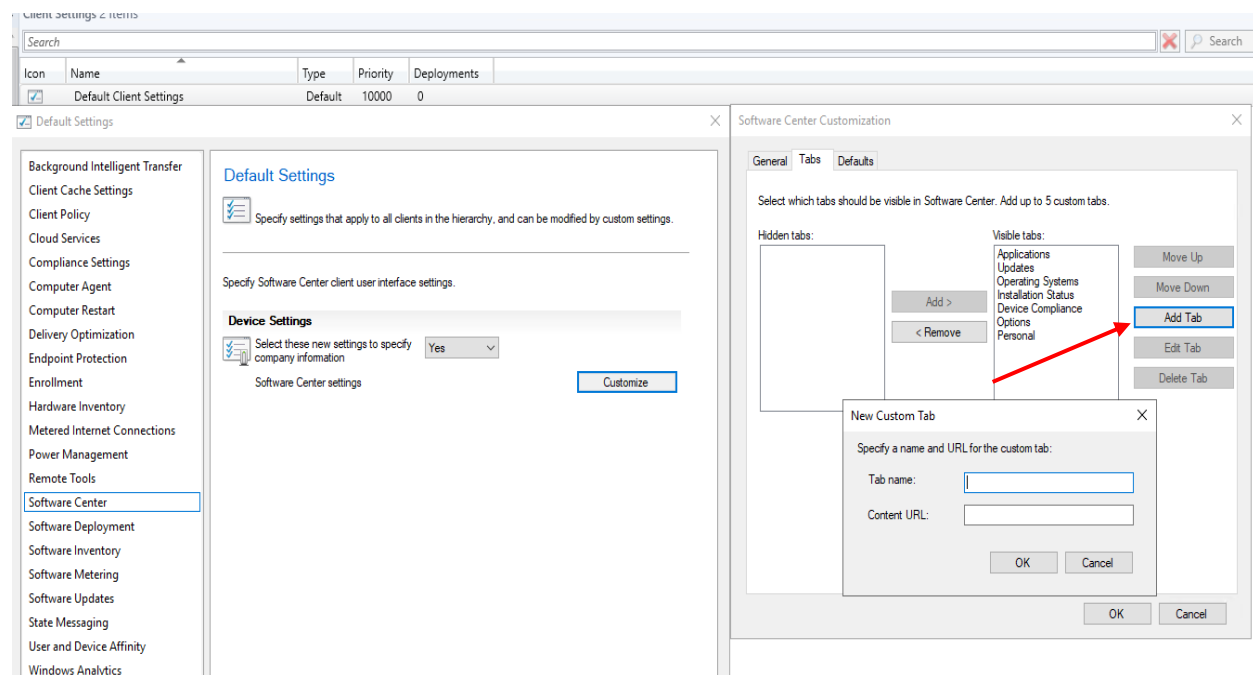 Client Settings 2 items
Search
Search
Icon Name Type Priority Deployments
Default Client Settings Default 10000 0
Default Settings
Background Intelligent Transfer
Client Cache Settings
Client Policy
Cloud Services
Compliance Settings
Computer Agent
Computer Restart
Delivery Optimization
Endpoint Protection
Enrollment
Hardware Inventory
Metered Internet Connections
Power Management
Remote Tools
Software Center
Software Deployment
Software Inventory
Software Metering
Software Updates
State Messaging
User and Device Affinity
Windows Analytics
Default Settings
Specify settings that apply to all clients in the hierarchy, and can be modified by custom settings.
Specify Software Center client user interface settings.
Device Settings
Select these new settings to specify
company information
Yes
Software Center settings
Customize
Software Center Customization
General Tabs Defaults
Select which tabs should be visible in Software Center. Add up to 5 custom tabs.
Hidden tabs:
Add >
< Remove
Visible tabs:
Applications
Updates
Operating Systems
Installation Status
Device Compliance
Options
Personal
Move Up
Move Down
Add Tab
Edit Tab
Delete Tab
New Custom Tab
Specify a name and URL for the custom tab:
Tab name:
Content URL:
OK Cancel
OK Cancel